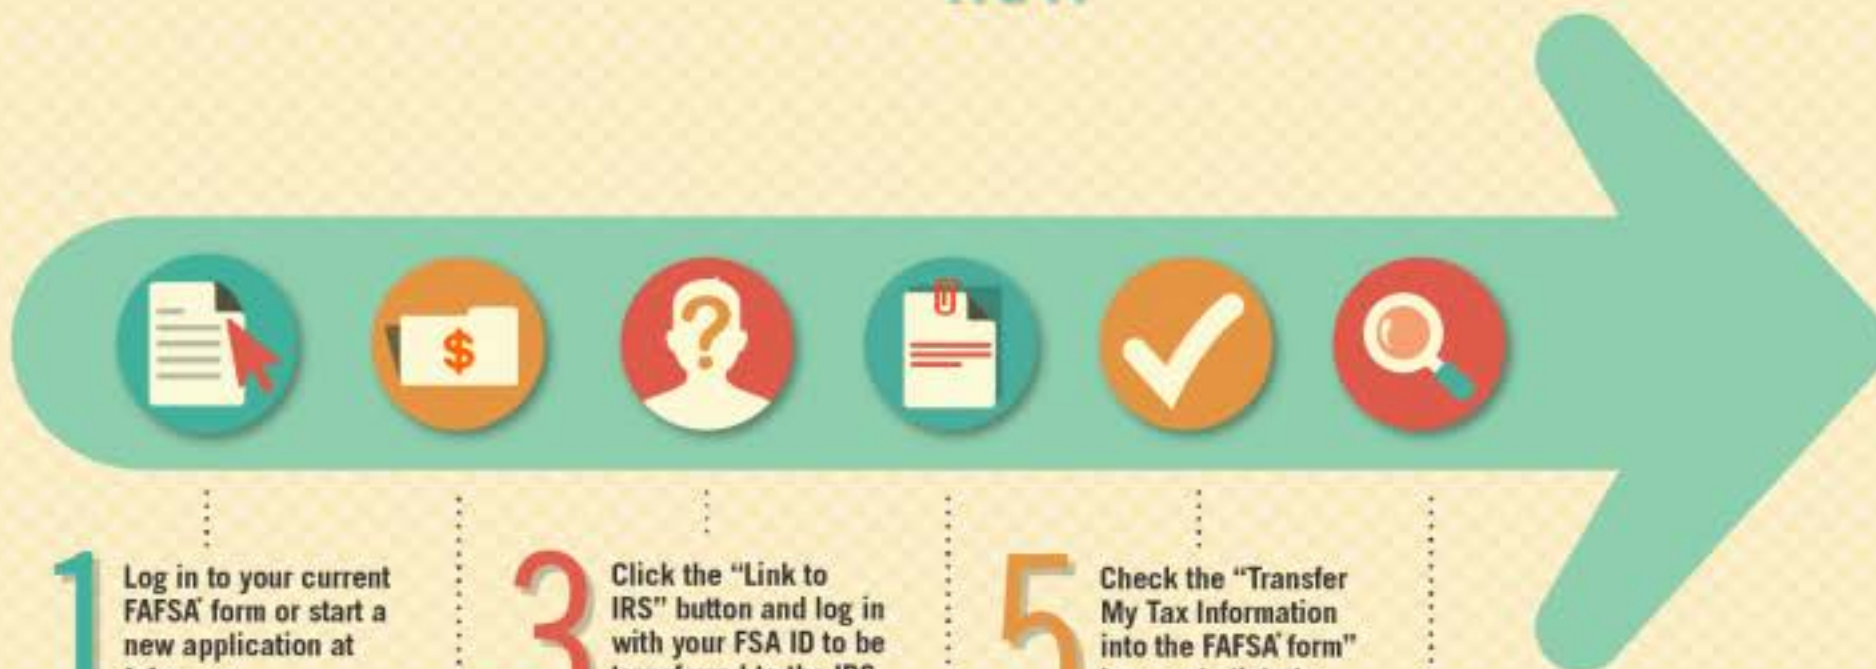 $
?
1
Log in to your current
FAFSA® form or start a
new application at
3
Click the “Link to
IRS” button and log in
with your FSA ID to be
5
Check the “Transfer
My Tax Information
into the FAFSA® form”